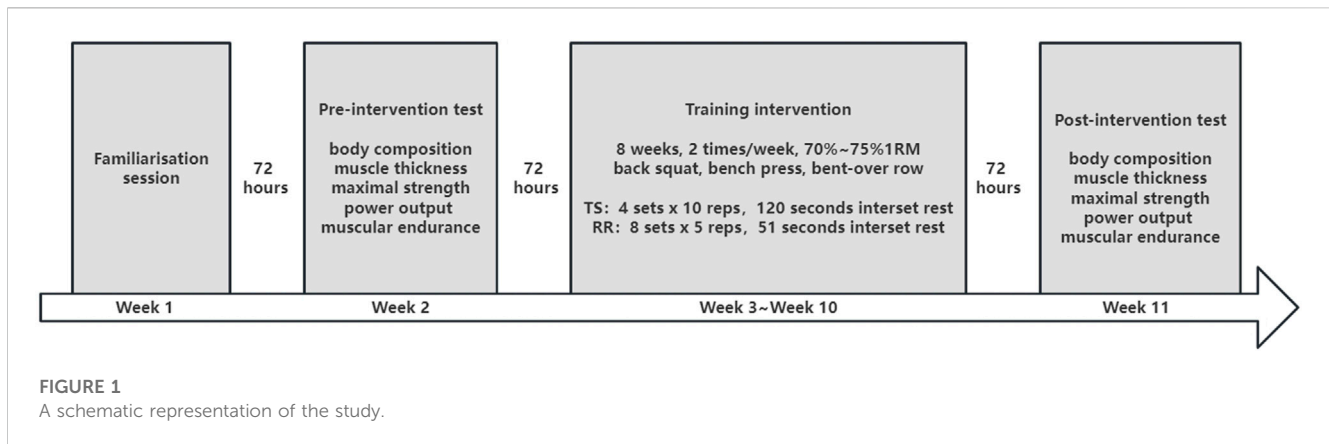 Familiarisation
session
72
hours
Pre-intervention test
body composition
muscle thickness
maximal strength
power output
muscular endurance
72
hours
Training intervention
8 weeks, 2 times/week, 70%~75%1RM
back squat, bench press, bent-over row
TS: 4 sets x 10 reps, 120 seconds interset rest
RR: 8 sets x 5 reps, 51 seconds interset rest
72
hours
Post-intervention test
body composition
muscle thickness
maximal strength
power output
muscular endurance
Week 1
Week 2
Week 3~Week 10
Week 11
FIGURE 1
A schematic representation of the study.